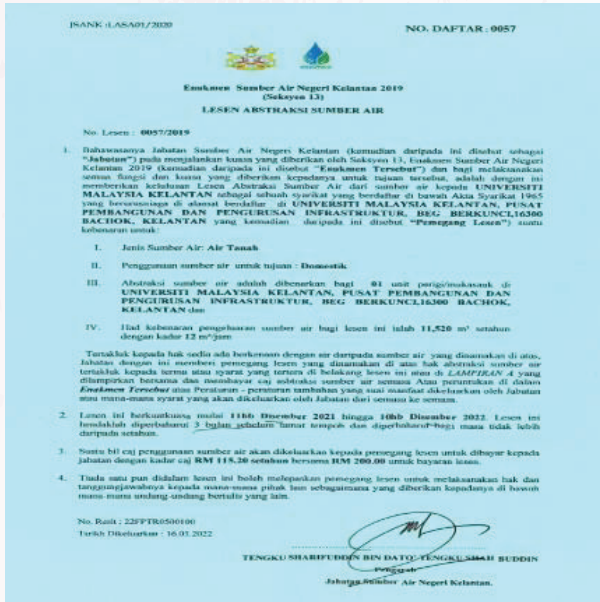 JSANK :LASA01/2020
NO. DAFTAR : 0057
Enakmen Sumber Air Negeri Kelantan 2019
(Seksyen 13)
LESEN ABSTRAKSI SUMBER AIR
No. Lesen : 0057/2019
1. Bahawasanya Jabatan Sumber Air Negeri Kelantan (kemudian daripada ini disebut sebagai
"Jabatan") pada menjalankan kuasa yang diberikan oleh Seksyen 13, Enakmen Sumber Air Negeri
Kelantan 2019 (kemudian daripada ini disebut "Enakmen Tersebut") dan bagi melaksanakan
semua fungsi dan kuasa yang diberikan kepadanya untuk tujuan tersebut, adalah dengan ini
memberikan kelulusan Lesen Abstraksi Sumber Air dari sumber air kepada UNIVERSITI
MALAYSIA KELANTAN sebagai sebuah syarikat yang berdaftar di bawah Akta Syarikat 1965
yang berurusniaga di alamat berdaftar di UNIVERSITI MALAYSIA KELANTAN, PUSAT
PEMBANGUNAN DAN PENGURUSAN INFRASTRUKTUR, BEG BERKUNCI,16300
BACHOK, KELANTAN yang kemudian daripada ini disebut "Pemegang Lesen") suatu
kebenaran untuk:
I. Jenis Sumber Air: Air Tanah
II. Penggunaan sumber air untuk tujuan : Domestik
III. Abstraksi sumber air adalah dibenarkan bagi 01 unit perigi/muka sauk di
UNIVERSITI MALAYSIA KELANTAN, PUSAT PEMBANGUNAN DAN
PENGURUSAN INFRASTRUKTUR, BEG BERKUNCI,16300 BACHOK,
KELANTAN dan
IV. Had kebenaran pengeluaran sumber air bagi lesen ini ialah 11,520 m³ setahun
dengan kadar 12 m³/jam
Tertakluk kepada hak sedia ada berkenaan dengan air daripada sumber air yang dinamakan di atas,
Jabatan dengan ini memberi pemegang lesen yang dinamakan di atas hak abstraksi sumber air
tertakluk kepada terma atau syarat yang tertera di belakang lesen ini atau di LAMPIRAN A yang
dilampirkan bersama dan membayar caj asbtraksi sumber air semasa Atau peruntukan di dalam
Enakmen Tersebut atau Peraturan - peraturan tambahan yang suai manfaat dikeluarkan oleh Jabatan
atau mana-mana syarat yang akan dikeluarkan oleh Jabatan dari semasa ke semasa.
2. Lesen ini berkuatkuasa mulai 11hb Disember 2021 hingga 10hb Disember 2022. Lesen ini
hendaklah diperbaharui 3 bulan sebelum tamat tempoh dan diperbaharui bagi masa tidak lebih
daripada setahun.
3. Suatu bil caj penggunaan sumber air akan dikeluarkan kepada pemegang lesen untuk dibayar kepada
jabatan dengan kadar caj RM 115.20 setahun bersama RM 200.00 untuk bayaran lesen.
4. Tiada satu pun didalam lesen ini boleh melepaskan pemegang lesen untuk melaksanakan hak dan
tanggungjawabnya kepada mana-mana pihak lain sebagaimana yang diberikan kepadanya di bawah
mana-mana undang-undang bertulis yang lain.
No. Resit : 22FPTR0500100
Tarikh Dikeluarkan : 16.01.2022
TENGKU SHARIFUDDIN BIN DATO' TENGKU SHAH BUDDIN
Pengarah
Jabatan Sumber Air Negeri Kelantan.